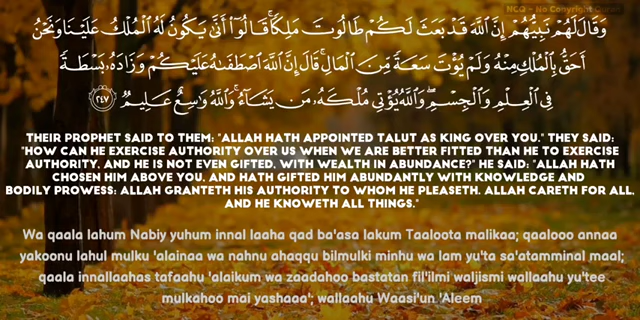 NCQ - No Copyright Quran
وَقَالَ لَهُمْ نَبِيُّهُمْ إِنَّ ٱللَّهَ قَدْ بَعَثَ لَكُمْ طَالُوتَ مَلِكًا ۚ قَالُوٓا۟ أَنَّىٰ يَكُونُ لَهُ ٱلْمُلْكُ عَلَيْنَا وَنَحْنُ
أَحَقُّ بِٱلْمُلْكِ مِنْهُ وَلَمْ يُؤْتَ سَعَةً مِّنَ ٱلْمَالِ ۚ قَالَ إِنَّ ٱللَّهَ ٱصْطَفَىٰهُ عَلَيْكُمْ وَزَادَهُۥ بَسْطَةً
فِى ٱلْعِلْمِ وَٱلْجِسْمِ ۖ وَٱللَّهُ يُؤْتِى مُلْكَهُۥ مَن يَشَآءُ ۚ وَٱللَّهُ وَٰسِعٌ عَلِيمٌ ٢٤٧
THEIR PROPHET SAID TO THEM: "ALLAH HATH APPOINTED TALUT AS KING OVER YOU." THEY SAID:
"HOW CAN HE EXERCISE AUTHORITY OVER US WHEN WE ARE BETTER FITTED THAN HE TO EXERCISE
AUTHORITY, AND HE IS NOT EVEN GIFTED, WITH WEALTH IN ABUNDANCE?" HE SAID: "ALLAH HATH
CHOSEN HIM ABOVE YOU, AND HATH GIFTED HIM ABUNDANTLY WITH KNOWLEDGE AND
BODILY PROWESS: ALLAH GRANTETH HIS AUTHORITY TO WHOM HE PLEASETH. ALLAH CARETH FOR ALL,
AND HE KNOWETH ALL THINGS."
Wa qaala lahum Nabiy yuhum innal laaha qad ba'asa lakum Taaloota malikaa; qaalooo annaa
yakoonu lahul mulku 'alainaa wa nahnu ahaqqu bilmulki minhu wa lam yu'ta sa'atamminal maal;
qaala innallaahas tafaahu 'alaikum wa zaadahoo bastatan fil'ilmi waljismi wallaahu yu'tee
mulkahoo mai yashaaa'; wallaahu Waasi'un 'Aleem